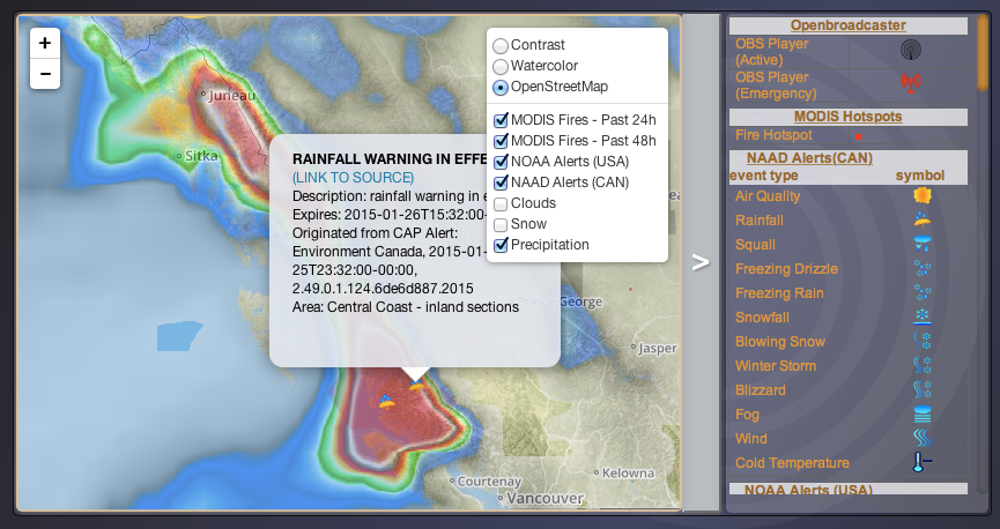 +
−
Juneau
Sitka
RAINFALL WARNING IN EFFE
(LINK TO SOURCE)
Description: rainfall warning in e
Expires: 2015-01-26T15:32:00-
Originated from CAP Alert:
Environment Canada, 2015-01-
25T23:32:00-00:00,
2.49.0.1.124.6de6d887.2015
Area: Central Coast - inland sections
Contrast
Watercolor
OpenStreetMap
MODIS Fires - Past 24h
MODIS Fires - Past 48h
NOAA Alerts (USA)
NAAD Alerts (CAN)
Clouds
Snow
Precipitation
Prince George
Jasper
Kelowna
Courtenay
Vancouver
>
Openbroadcaster
OBS Player
(Active)
OBS Player
(Emergency)
MODIS Hotspots
Fire Hotspot
NAAD Alerts(CAN)
event type symbol
Air Quality
Rainfall
Squall
Freezing Drizzle
Freezing Rain
Snowfall
Blowing Snow
Winter Storm
Blizzard
Fog
Wind
Cold Temperature
NOAA Alerts (USA)